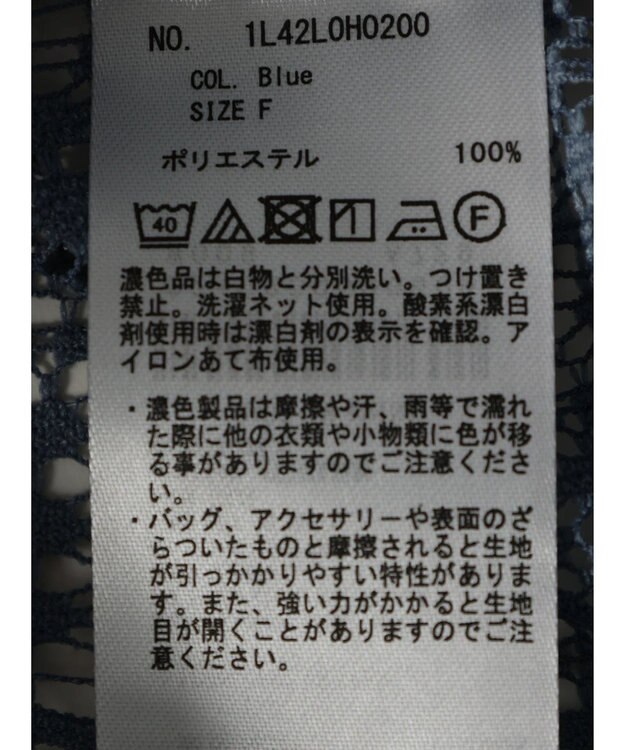 NO. 1L42L0H0200
COL. Blue
SIZE F
ポリエステル 100%
40 F
濃色品は白物と分別洗い。つけ置き
禁止。洗濯ネット使用。酸素系漂白
剤使用時は漂白剤の表示を確認。ア
イロンあて布使用。
・濃色製品は摩擦や汗、雨等で濡れ
た際に他の衣類や小物類に色が移
る事がありますのでご注意くださ
い。
・バッグ、アクセサリーや表面のざ
らついたものと摩擦されると生地
が引っかかりやすい特性がありま
す。また、強い力がかかると生地
目が開くことがありますのでご注
意ください。